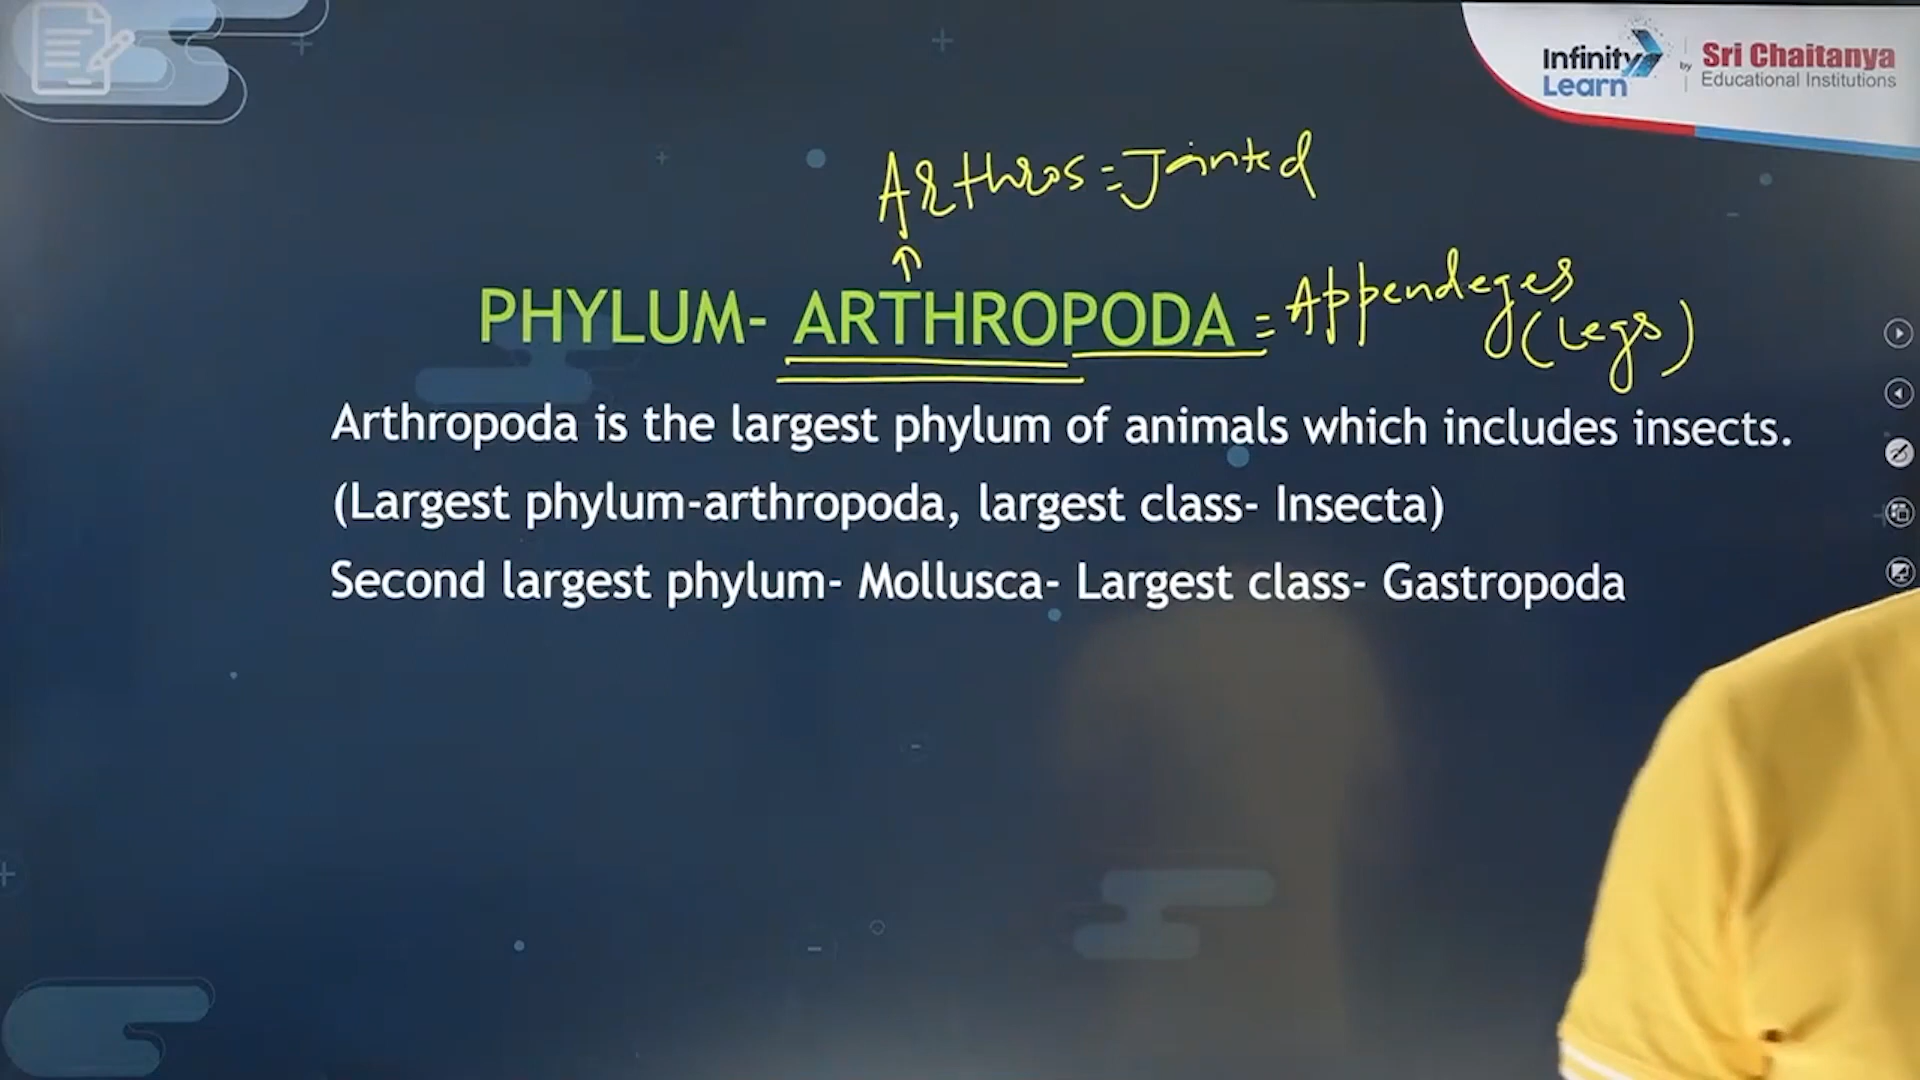 Infinity Learn by Sri Chaitanya Educational Institutions
Arthros = Jointed
PHYLUM- ARTHROPODA = Appendeges (Legs)
Arthropoda is the largest phylum of animals which includes insects.
(Largest phylum-arthropoda, largest class- Insecta)
Second largest phylum- Mollusca- Largest class- Gastropoda